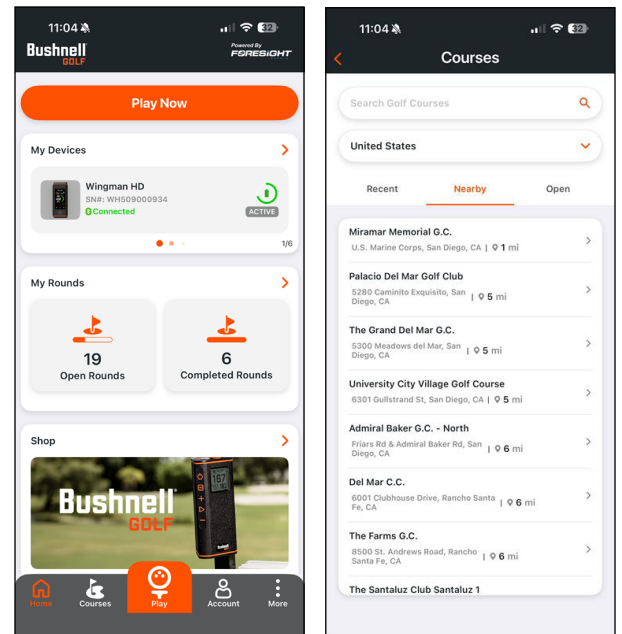 11:04
32
Bushnell
GOLF
Powered By
FORESIGHT
Play Now
My Devices
Wingman HD
SN#: WH509000934
Connected
ACTIVE
1/6
My Rounds
19
Open Rounds
6
Completed Rounds
Shop
Bushnell
GOLF
167
Home
Courses
Play
Account
More
11:04
32
Courses
Search Golf Courses
United States
Recent
Nearby
Open
Miramar Memorial G.C.
U.S. Marine Corps, San Diego, CA | 1 mi
Palacio Del Mar Golf Club
5280 Caminito Exquisito, San
Diego, CA | 5 mi
The Grand Del Mar G.C.
5300 Meadows del Mar, San
Diego, CA | 5 mi
University City Village Golf Course
6301 Gullstrand St, San Diego, CA | 5 mi
Admiral Baker G.C. - North
Friars Rd & Admiral Baker Rd, San
Diego, CA | 6 mi
Del Mar C.C.
6001 Clubhouse Drive, Rancho Santa
Fe, CA | 6 mi
The Farms G.C.
8500 St. Andrews Road, Rancho
Santa Fe, CA | 6 mi
The Santaluz Club Santaluz 1